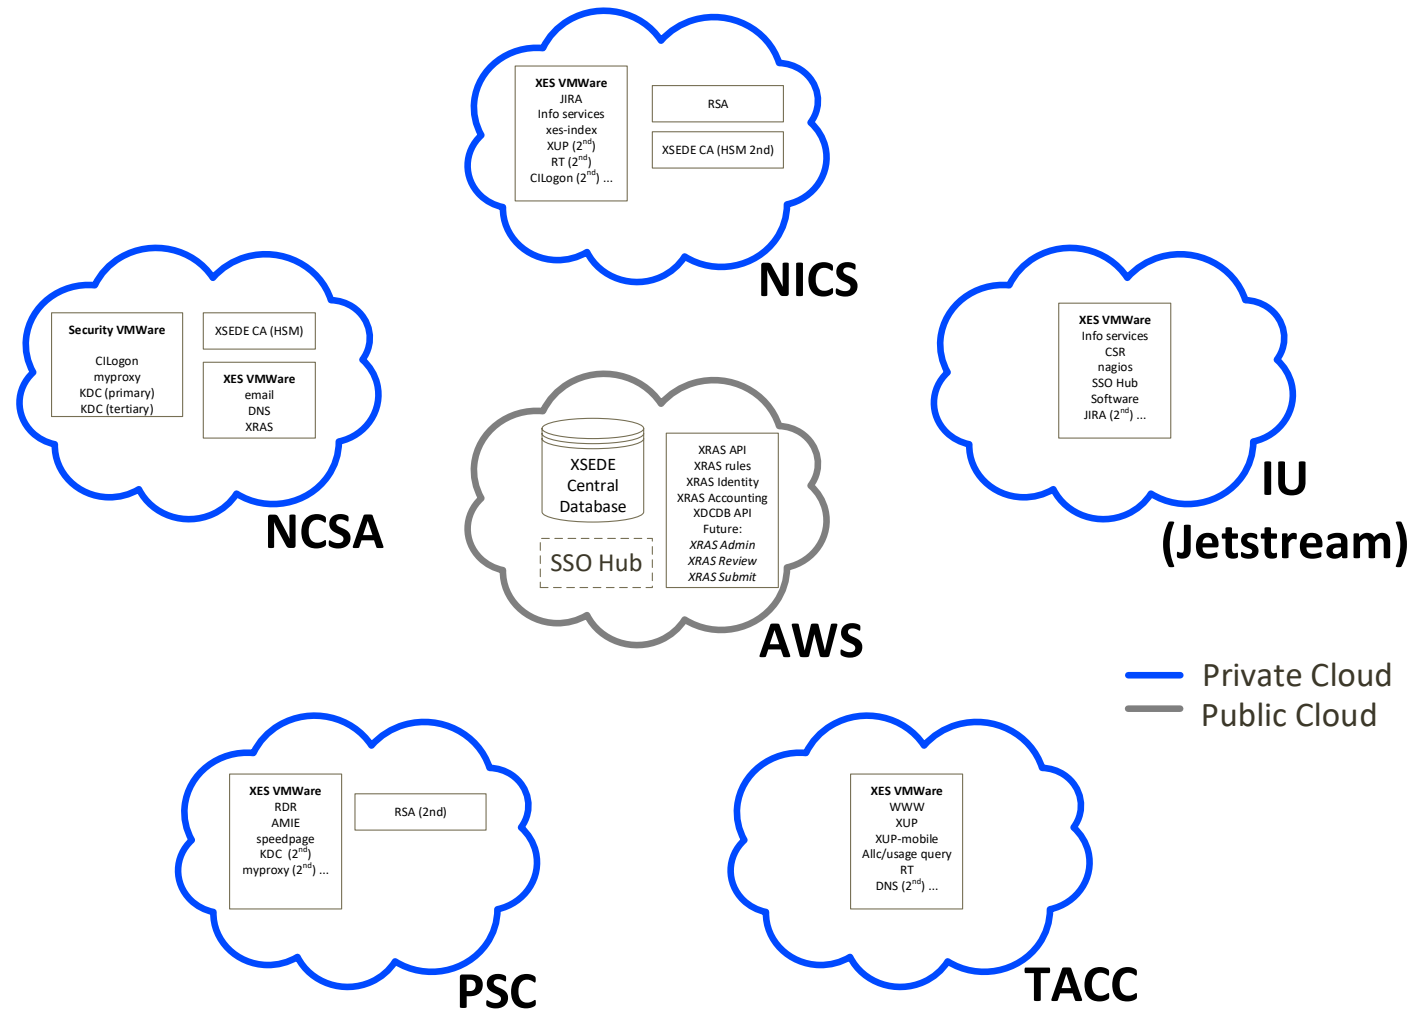 XES VMWare
JIRA
Info services
xes-index
XUP (2nd)
RT (2nd)
CILogon (2nd) ...
RSA
XSEDE CA (HSM 2nd)
NICS
Security VMWare
CILogon
myproxy
KDC (primary)
KDC (tertiary)
XSEDE CA (HSM)
XES VMWare
email
DNS
XRAS
NCSA
XES VMWare
Info services
CSR
nagios
SSO Hub
Software
JIRA (2nd) ...
IU
(Jetstream)
XSEDE
Central
Database
SSO Hub
XRAS API
XRAS rules
XRAS Identity
XRAS Accounting
XDCDB API
Future:
XRAS Admin
XRAS Review
XRAS Submit
AWS
Private Cloud
Public Cloud
XES VMWare
RDR
AMIE
speedpage
KDC (2nd)
myproxy (2nd) ...
RSA (2nd)
PSC
XES VMWare
WWW
XUP
XUP-mobile
Allc/usage query
RT
DNS (2nd) ...
TACC